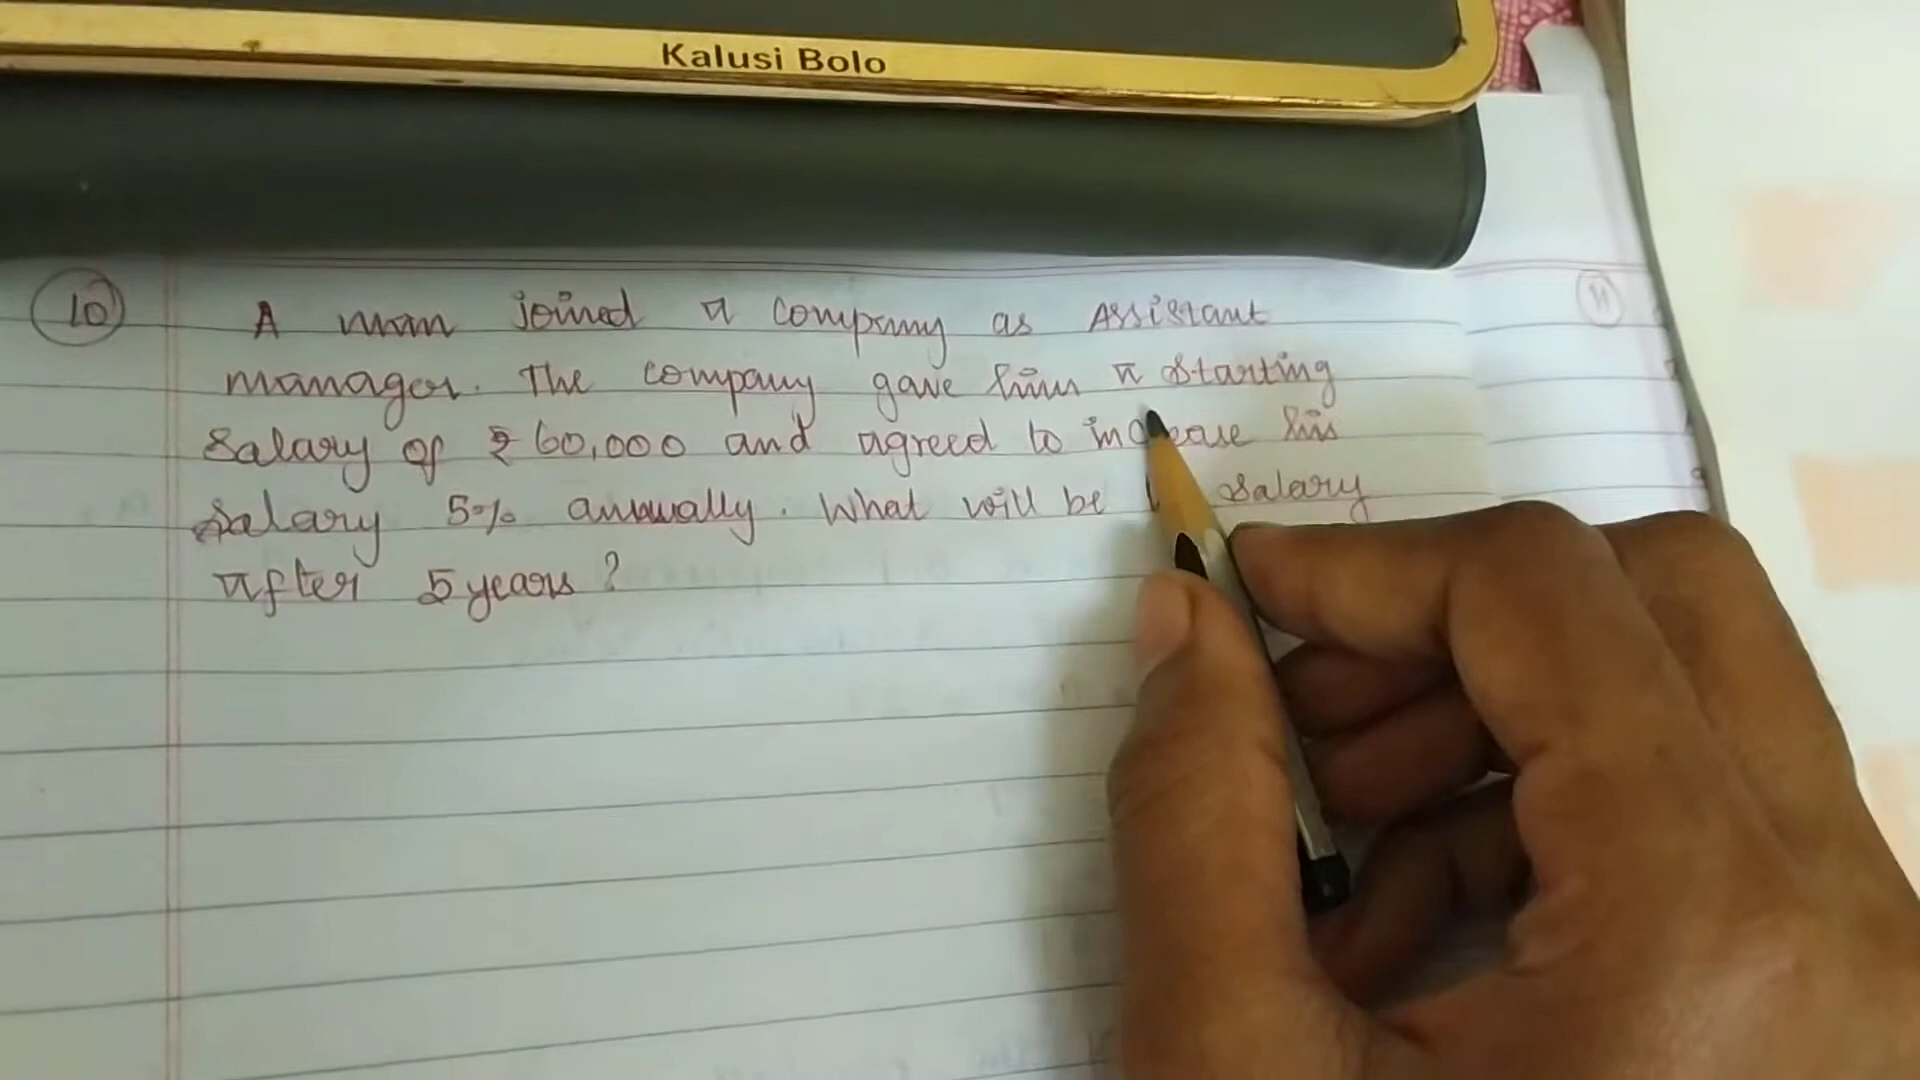 Kalusi Bolo
10 A man joined a company as Assistant 11
manager. The company gave him a starting
salary of ₹ 60,000 and agreed to increase his
salary 5% annually. What will be salary
after 5 years?